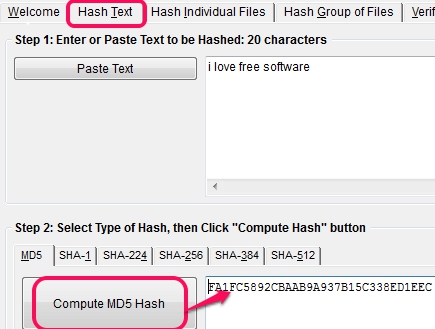 Welcome Hash Text Hash Individual Files Hash Group of Files
Step 1: Enter or Paste Text to be Hashed: 20 characters
Paste Text
i love free software
Step 2: Select Type of Hash, then Click "Compute Hash" button
MD5 SHA-1 SHA-224 SHA-256 SHA-384 SHA-512
Compute MD5 Hash
FA1FC5892CBAAB9A937B15C338ED1EEC